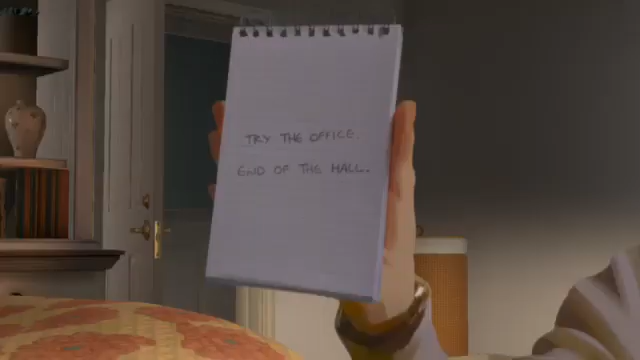 TRY THE OFFICE.
END OF THE HALL.